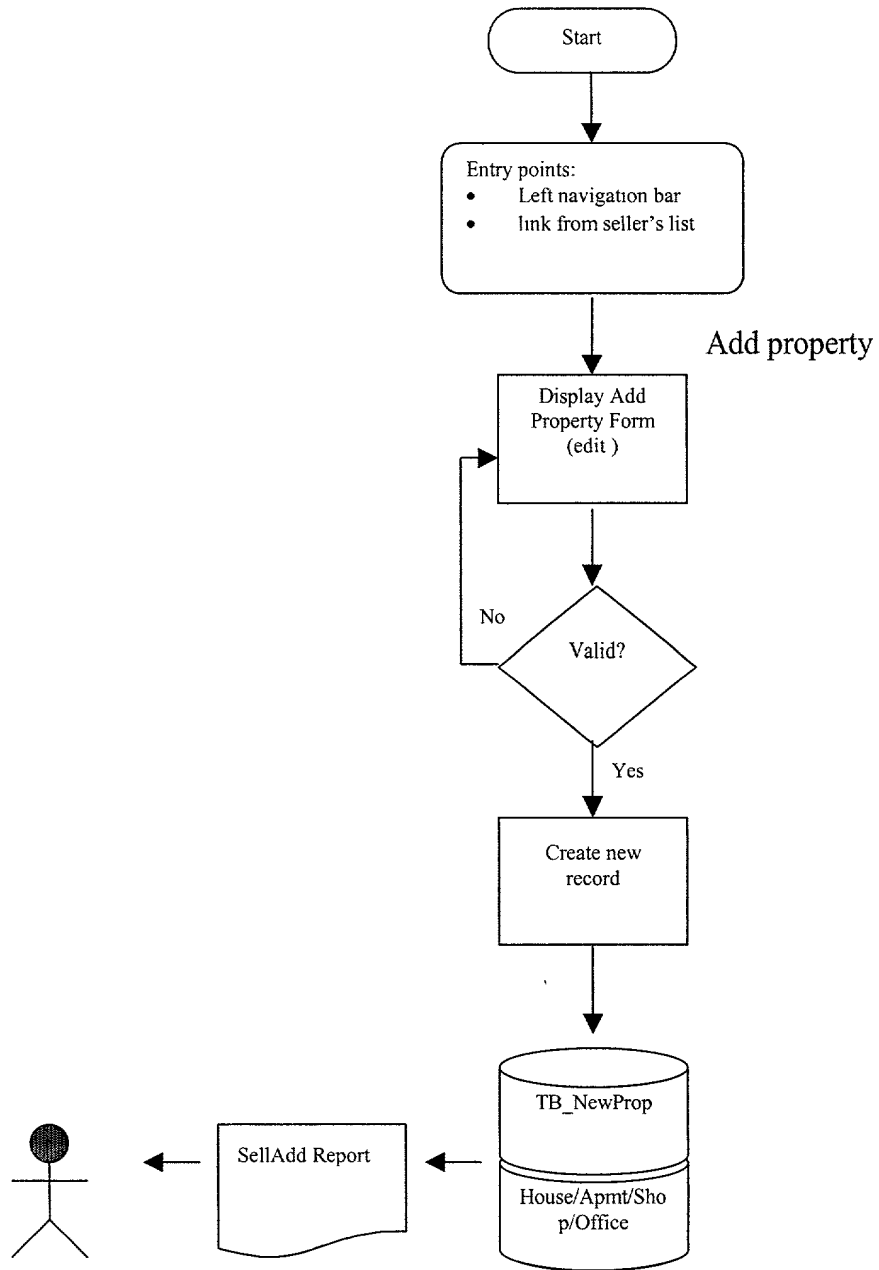 Start
Entry points:
• Left navigation bar
• link from seller's list
Add property
Display Add
Property Form
(edit )
No
Valid?
Yes
Create new
record
TB_NewProp
SellAdd Report
House/Apmt/Sho
p/Office